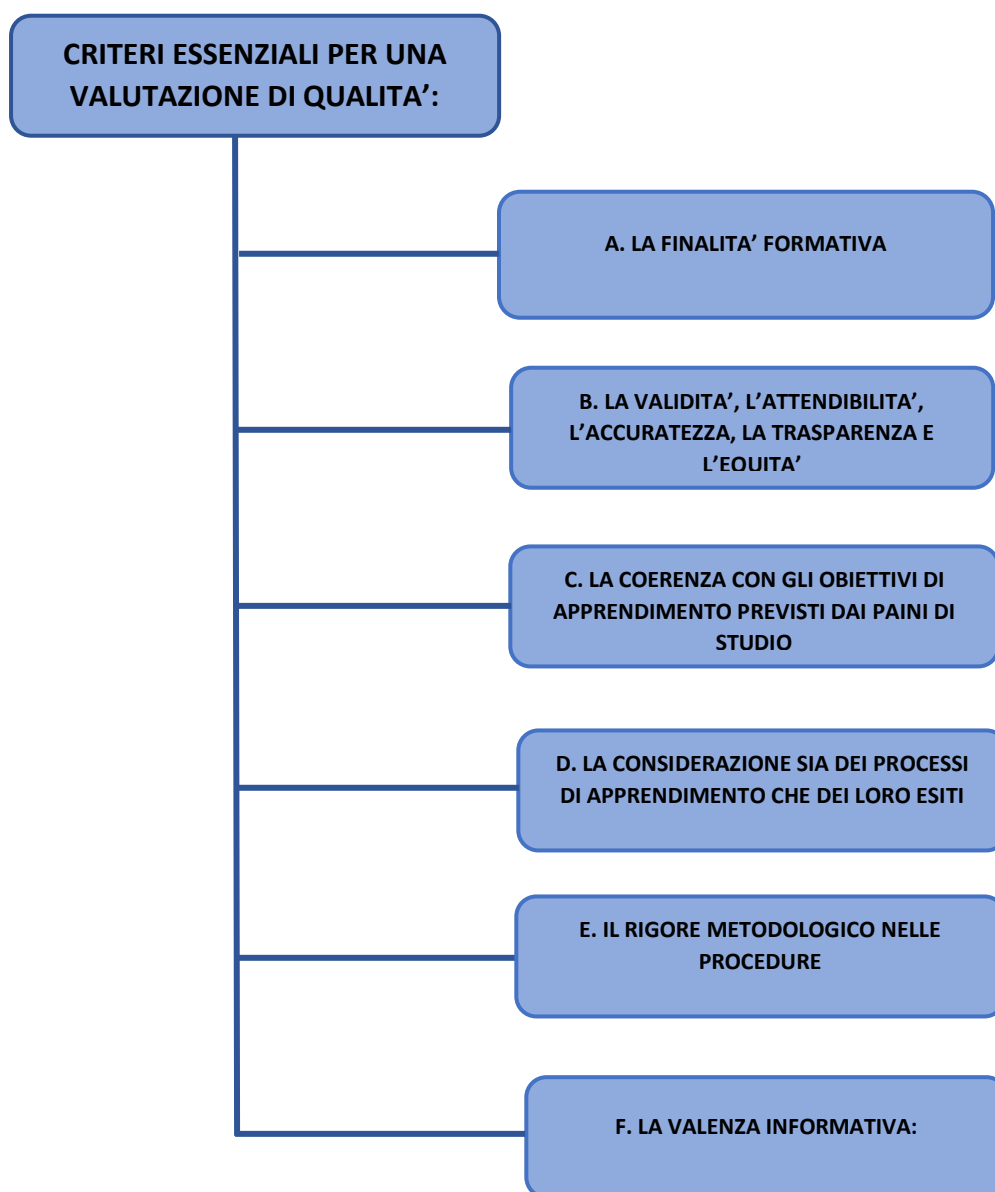 CRITERI ESSENZIALI PER UNA
VALUTAZIONE DI QUALITA’:
A. LA FINALITA’ FORMATIVA
B. LA VALIDITA’, L’ATTENDIBILITA’,
L’ACCURATEZZA, LA TRASPARENZA E
L’EQUITA’
C. LA COERENZA CON GLI OBIETTIVI DI
APPRENDIMENTO PREVISTI DAI PAINI DI
STUDIO
D. LA CONSIDERAZIONE SIA DEI PROCESSI
DI APPRENDIMENTO CHE DEI LORO ESITI
E. IL RIGORE METODOLOGICO NELLE
PROCEDURE
F. LA VALENZA INFORMATIVA: